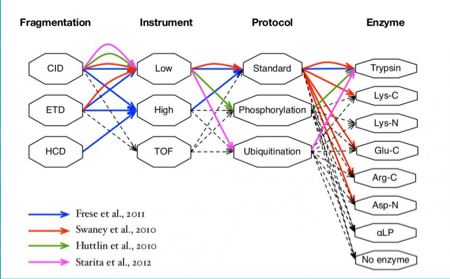 Fragmentation Instrument Protocol Enzyme
CID Low Standard Trypsin
Lys-C
ETD High Phosphorylation Lys-N
HCD TOF Ubiquitination Glu-C
Arg-C
Asp-N
αLP
No enzyme
Frese et al., 2011
Swaney et al., 2010
Huttlin et al., 2010
Starita et al., 2012